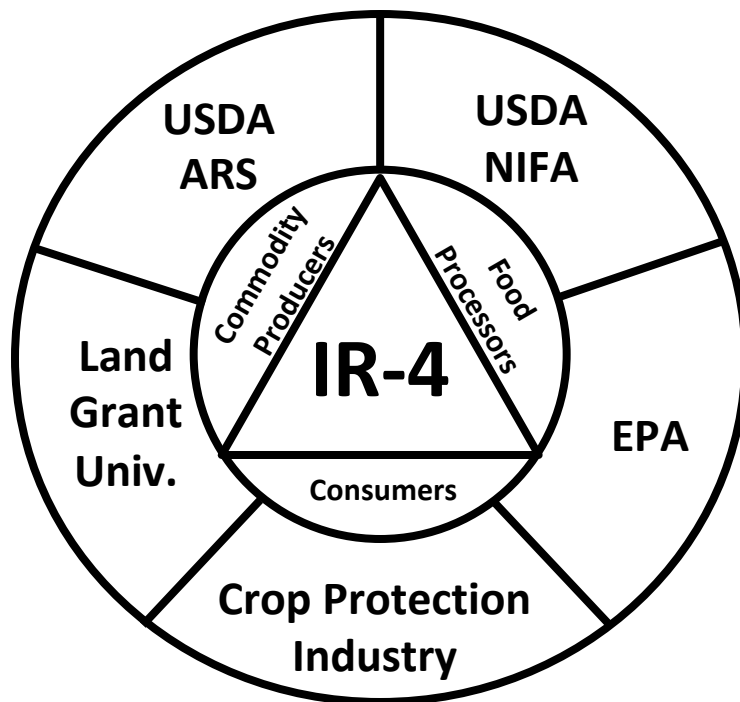 USDA
ARS
USDA
NIFA
Commodity
Producers
Food
Processors
IR-4
Land
Grant
Univ.
EPA
Consumers
Crop Protection
Industry